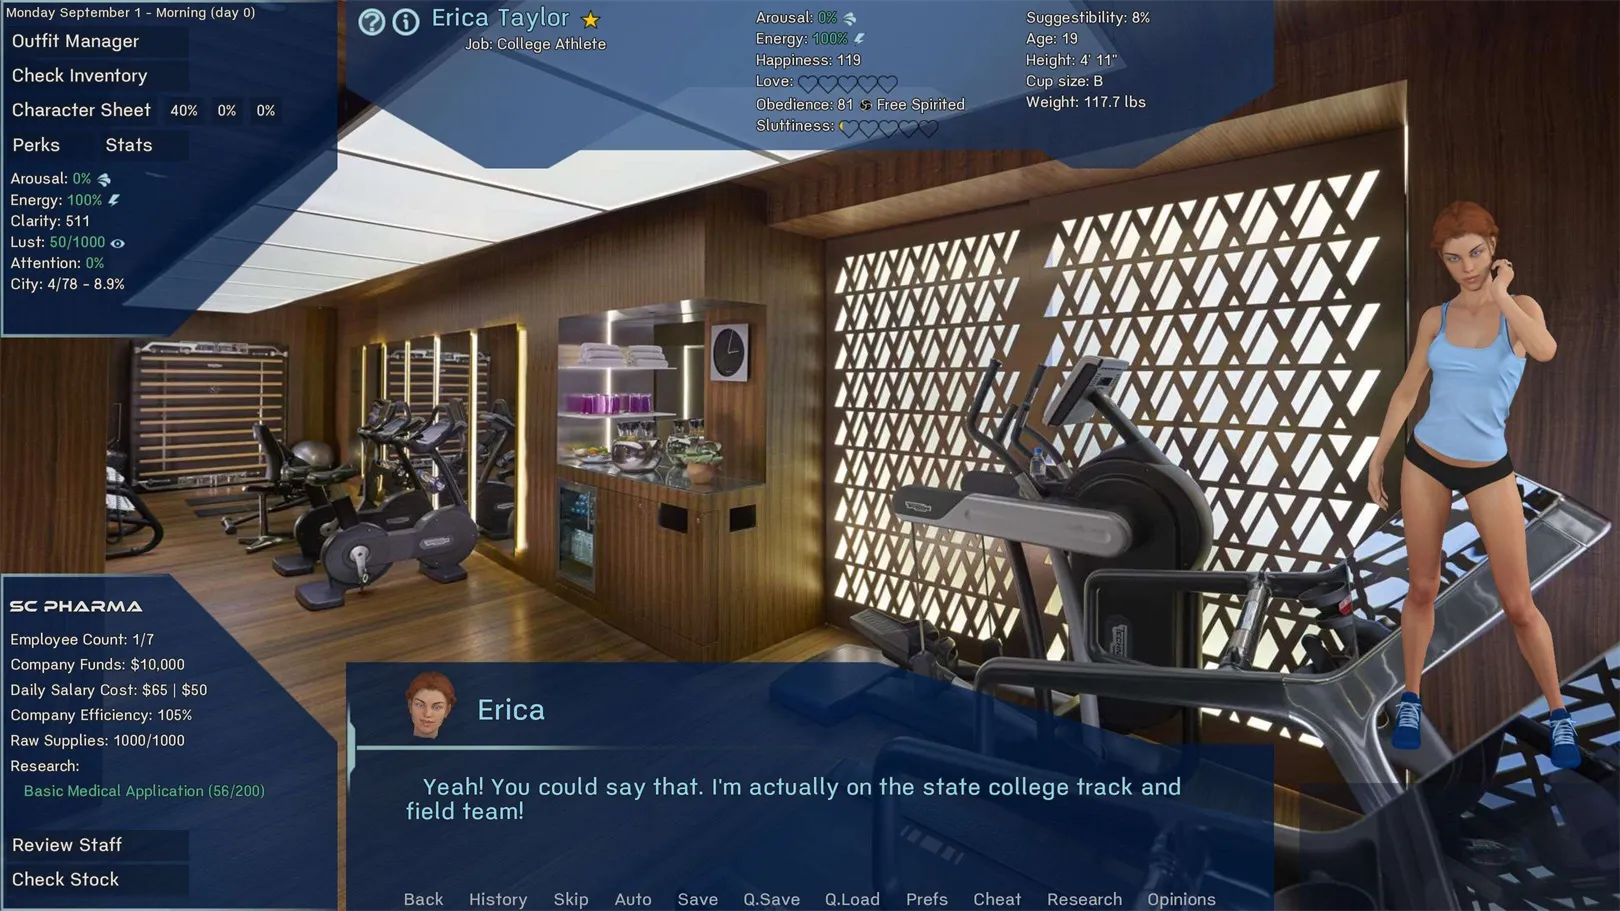 Monday September 1 - Morning (day 0)
Outfit Manager
Check Inventory
Character Sheet 40% 0% 0%
Perks Stats
Arousal: 0%
Energy: 100%
Clarity: 511
Lust: 50/1000
Attention: 0%
City: 4/78 - 8.9%
Erica Taylor
Job: College Athlete
Arousal: 0%
Energy: 100%
Happiness: 119
Love:
Obedience: 81 Free Spirited
Sluttiness:
Suggestibility: 8%
Age: 19
Height: 4' 11"
Cup size: B
Weight: 117.7 lbs
SC PHARMA
Employee Count: 1/7
Company Funds: $10,000
Daily Salary Cost: $65 | $50
Company Efficiency: 105%
Raw Supplies: 1000/1000
Research:
Basic Medical Application (56/200)
Review Staff
Check Stock
Erica
Yeah! You could say that. I'm actually on the state college track and
field team!
Back History Skip Auto Save Q.Save Q.Load Prefs Cheat Research Opinions